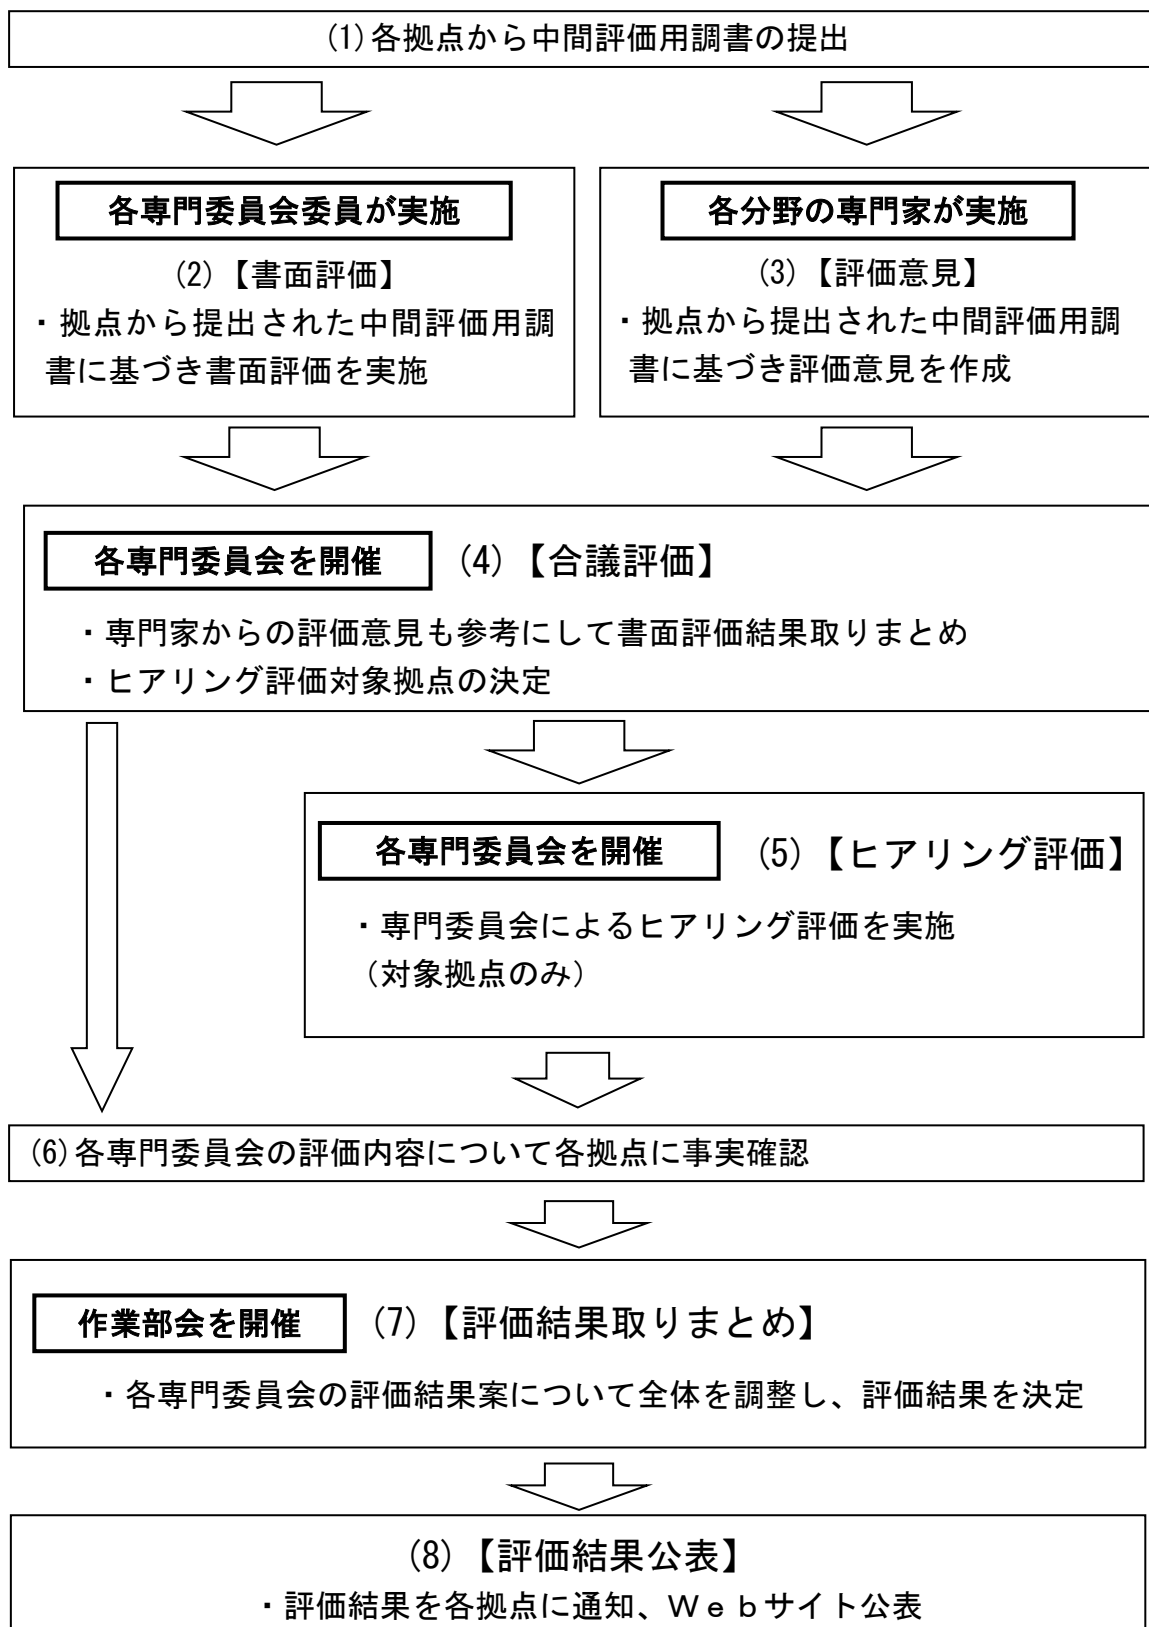 (1)各拠点から中間評価用調書の提出
各専門委員会委員が実施
(2)【書面評価】
・拠点から提出された中間評価用調
書に基づき書面評価を実施
各分野の専門家が実施
(3)【評価意見】
・拠点から提出された中間評価用調
書に基づき評価意見を作成
各専門委員会を開催
(4)【合議評価】
・専門家からの評価意見も参考にして書面評価結果取りまとめ
・ヒアリング評価対象拠点の決定
各専門委員会を開催
(5)【ヒアリング評価】
・専門委員会によるヒアリング評価を実施
(対象拠点のみ)
(6)各専門委員会の評価内容について各拠点に事実確認
作業部会を開催
(7)【評価結果取りまとめ】
・各専門委員会の評価結果案について全体を調整し、評価結果を決定
(8)【評価結果公表】
・評価結果を各拠点に通知、Ｗｅｂサイト公表